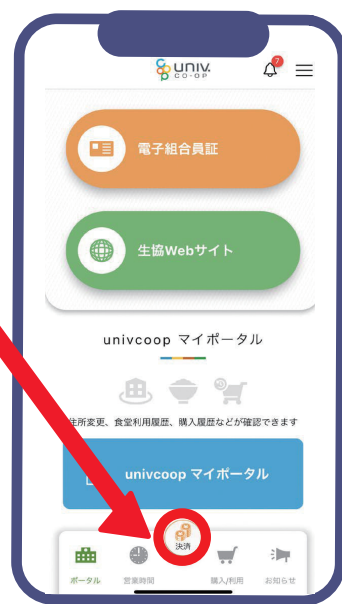 UNIV.
CO-OP
7
電子組合員証
生協Webサイト
univcoop マイポータル
住所変更、食堂利用履歴、購入履歴などが確認できます
univcoop マイポータル
決済
ポータル
営業時間
購入/利用
お知らせ